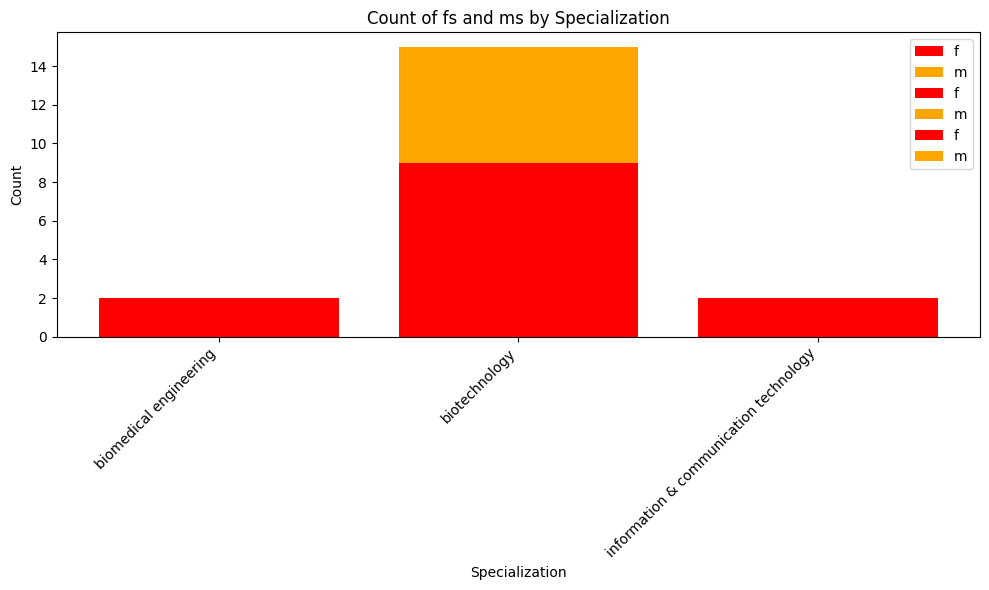 Count of fs and ms by Specialization
f
m
f
m
f
m
Count
14
12
10
8
6
4
2
0
biomedical engineering
biotechnology
information & communication technology
Specialization